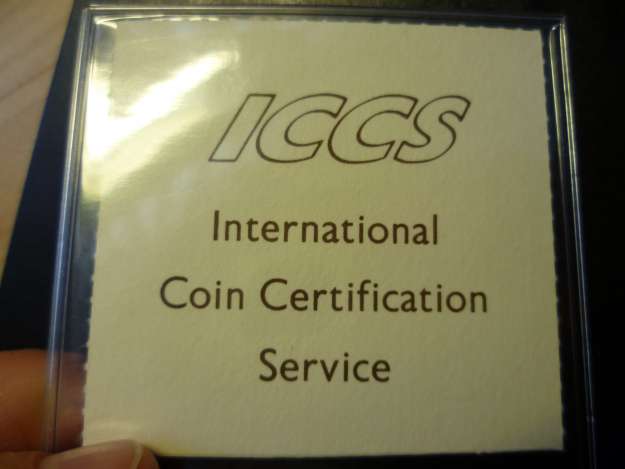 ICCS
International
Coin Certification
Service